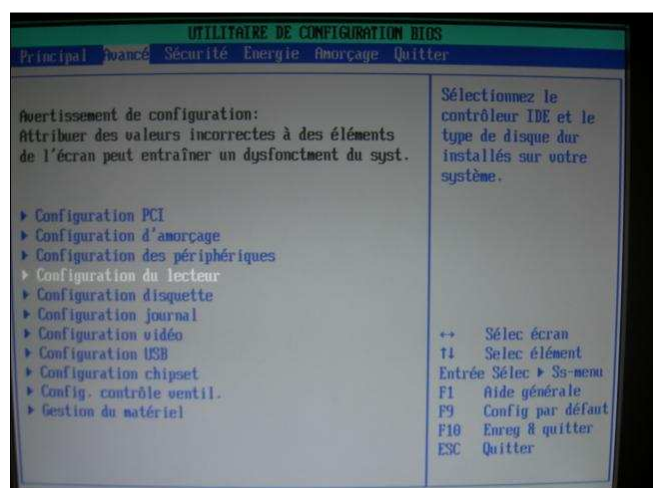 UTILITAIRE DE CONFIGURATION BIOS
Principal Avancé Sécurité Energie Amorçage Quitter
Avertissement de configuration:
Attribuer des valeurs incorrectes à des éléments
de l'écran peut entraîner un dysfonctment du syst.
▶ Configuration PCI
▶ Configuration d'amorçage
▶ Configuration des périphériques
▶ Configuration du lecteur
▶ Configuration disquette
▶ Configuration journal
▶ Configuration vidéo
▶ Configuration USB
▶ Configuration chipset
▶ Config. contrôle ventil.
▶ Gestion du matériel
Sélectionnez le
contrôleur IDE et le
type de disque dur
installés sur votre
système.
↔ Sélec écran
↑↓ Selec élément
Entrée Sélec ▶ Ss-menu
F1 Aide générale
F9 Config par défaut
F10 Enreg & quitter
ESC Quitter